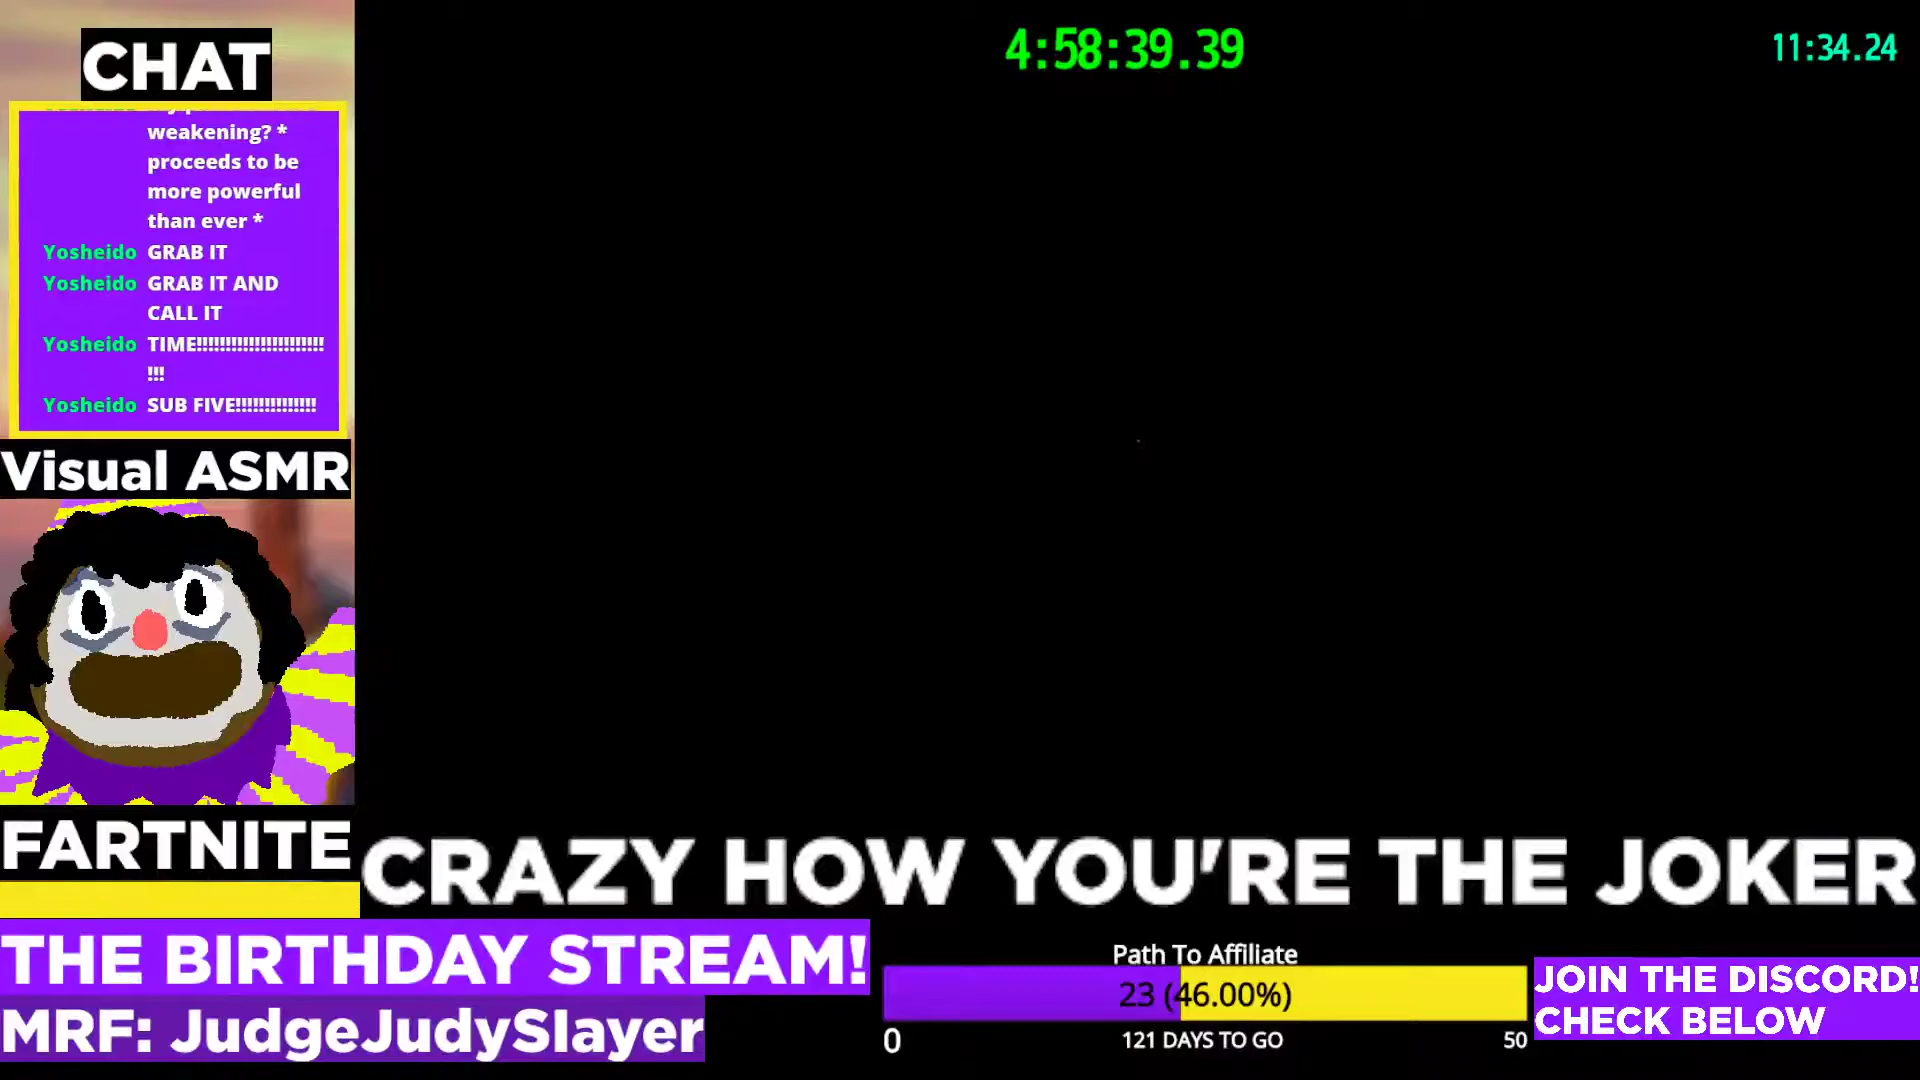 CHAT
weakening? *
proceeds to be
more powerful
than ever *
Yosheido GRAB IT
Yosheido GRAB IT AND
CALL IT
Yosheido TIME!!!!!!!!!!!!!!!!!!!!!!
!!!
Yosheido SUB FIVE!!!!!!!!!!!!!!
Visual ASMR
FARTNITE
4:58:39.39
11:34.24
CRAZY HOW YOU'RE THE JOKER
THE BIRTHDAY STREAM!
MRF: JudgeJudySlayer
Path To Affiliate
23 (46.00%)
0
121 DAYS TO GO
50
JOIN THE DISCORD!
CHECK BELOW